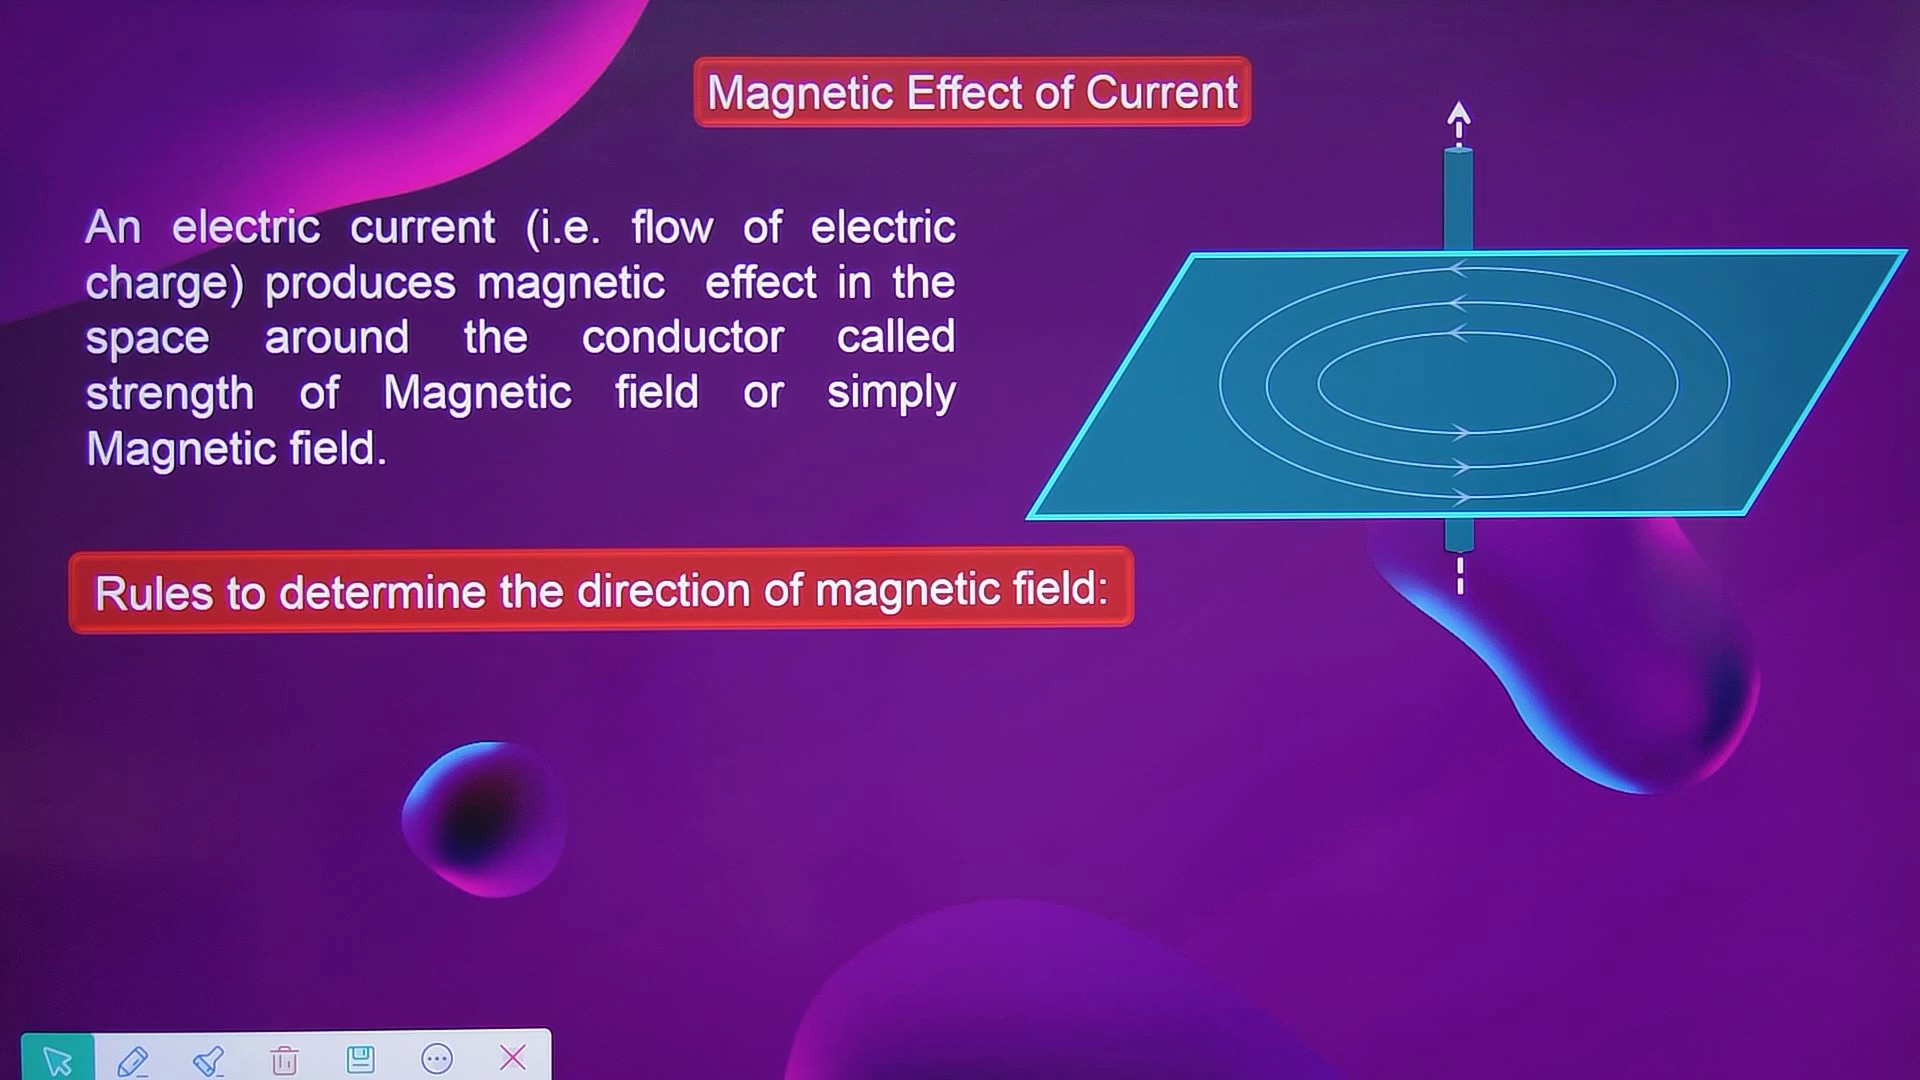 Magnetic Effect of Current
An electric current (i.e. flow of electric
charge) produces magnetic effect in the
space around the conductor called
strength of Magnetic field or simply
Magnetic field.
Rules to determine the direction of magnetic field: